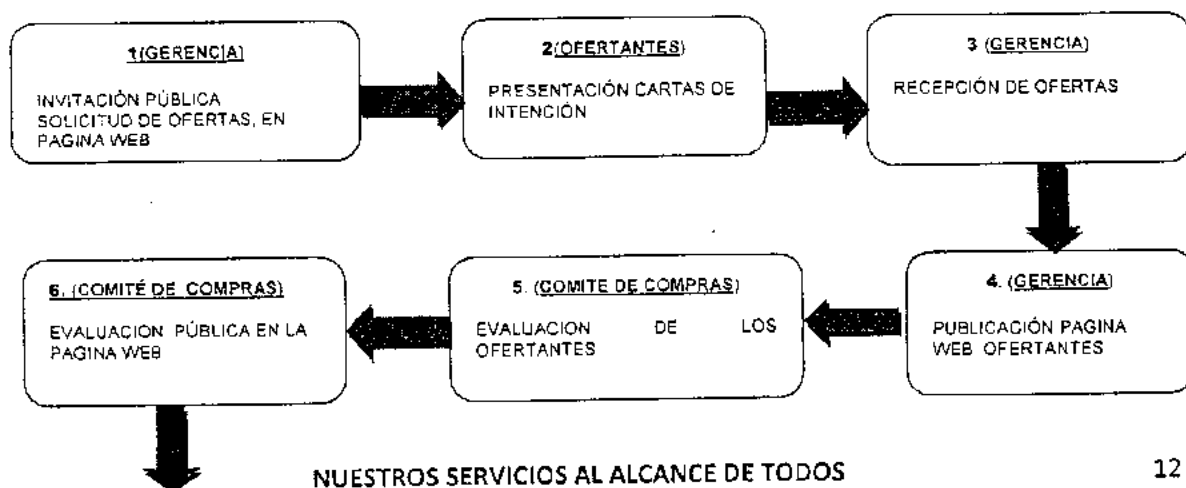 1(GERENCIA)
INVITACIÓN PÚBLICA
SOLICITUD DE OFERTAS, EN
PAGINA WEB
2(OFERTANTES)
PRESENTACIÓN CARTAS DE
INTENCIÓN
3 (GERENCIA)
RECEPCIÓN DE OFERTAS
4. (GERENCIA)
PUBLICACIÓN PAGINA
WEB OFERTANTES
5. (COMITE DE COMPRAS)
EVALUACION DE LOS
OFERTANTES
6. (COMITÉ DE COMPRAS)
EVALUACION PÚBLICA EN LA
PAGINA WEB
NUESTROS SERVICIOS AL ALCANCE DE TODOS
12